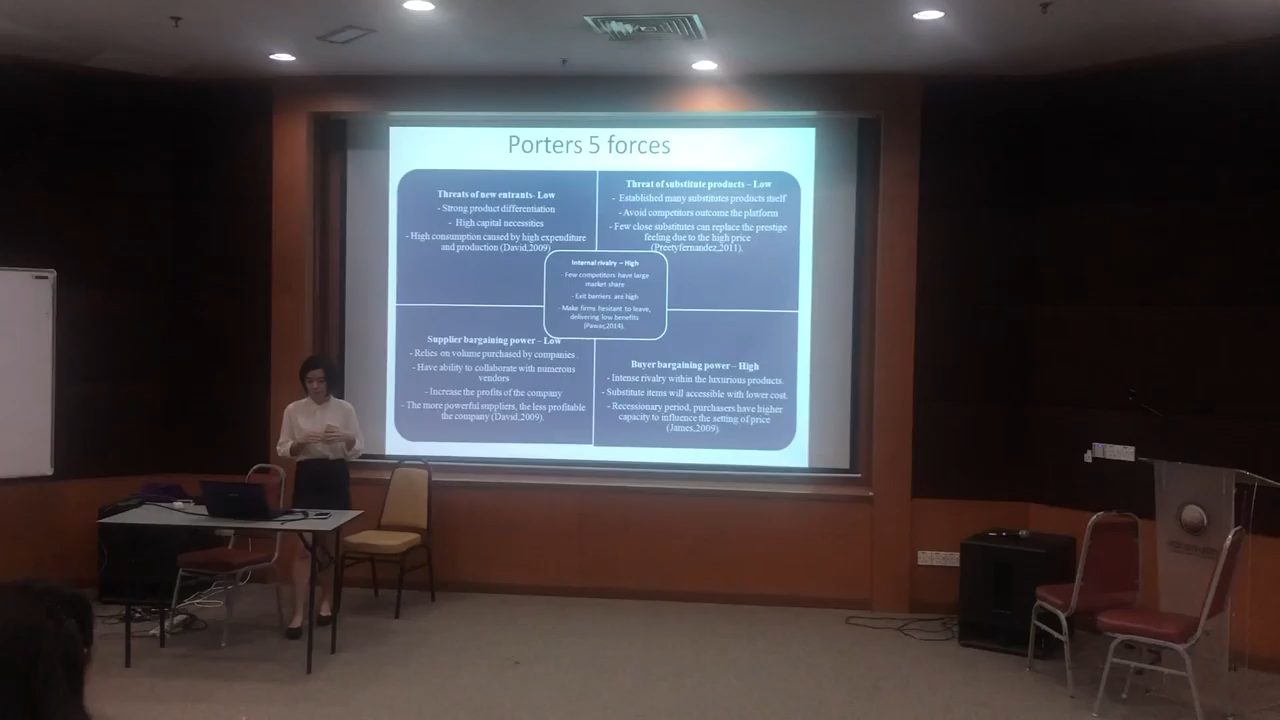 Porters 5 forces
Threats of new entrants- Low
- Strong product differentiation
- High capital necessities
- High consumption caused by high expenditure
and production (David,2009)
Threat of substitute products – Low
- Established many substitutes products itself
- Avoid competitors outcome the platform
- Few close substitutes can replace the prestige
feeling due to the high price
(Preetyfernandez,2011).
Internal rivalry – High
- Few competitors have large
market share
- Exit barriers are high
- Make firms hesitant to leave,
delivering low benefits
(Pawar,2014).
Supplier bargaining power – Low
- Relies on volume purchased by companies.
- Have ability to collaborate with numerous
vendors
- Increase the profits of the company
- The more powerful suppliers, the less profitable
the company (David,2009).
Buyer bargaining power – High
- Intense rivalry within the luxurious products.
- Substitute items will accessible with lower cost.
- Recessionary period, purchasers have higher
capacity to influence the setting of price
(James,2009).